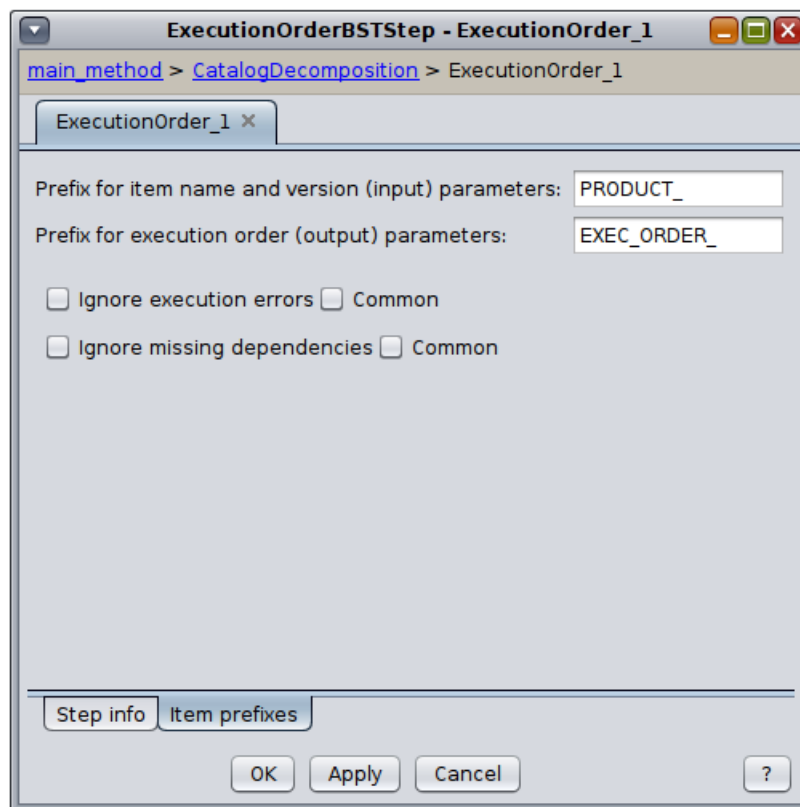 ExecutionOrderBSTStep - ExecutionOrder_1
main_method > CatalogDecomposition > ExecutionOrder_1
ExecutionOrder_1
Prefix for item name and version (input) parameters: PRODUCT_
Prefix for execution order (output) parameters: EXEC_ORDER_
Ignore execution errors Common
Ignore missing dependencies Common
Step info Item prefixes
OK Apply Cancel ?